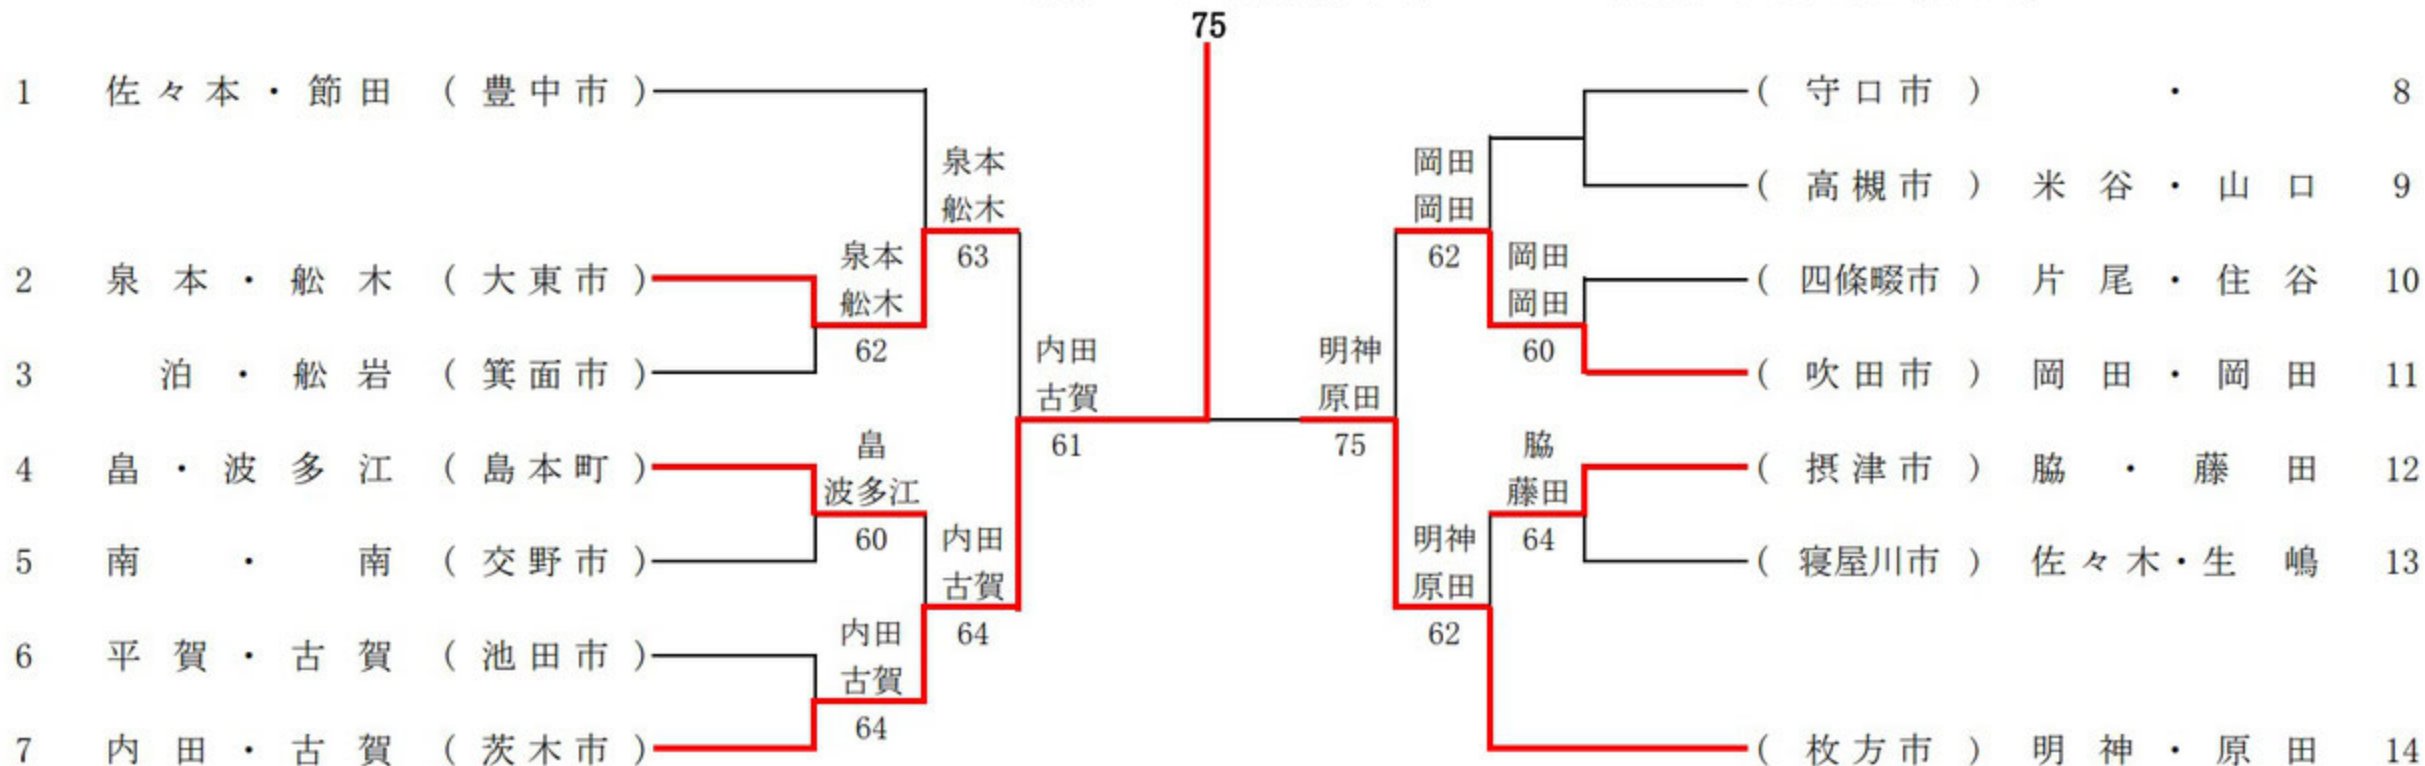 75
1 佐々本・節田 (豊中市)
2 泉本・舩木 (大東市)
3 泊・舩岩 (箕面市)
4 畠・波多江 (島本町)
5 南・南 (交野市)
6 平賀・古賀 (池田市)
7 内田・古賀 (茨木市)
泉本
舩木
62
畠
波多江
60
内田
古賀
64
泉本
舩木
63
内田
古賀
64
内田
古賀
61
明神
原田
75
岡田
岡田
62
明神
原田
62
岡田
岡田
60
脇
藤田
64
(守口市) ・ 8
(高槻市) 米谷・山口 9
(四條畷市) 片尾・住谷 10
(吹田市) 岡田・岡田 11
(摂津市) 脇・藤田 12
(寝屋川市) 佐々木・生嶋 13
(枚方市) 明神・原田 14